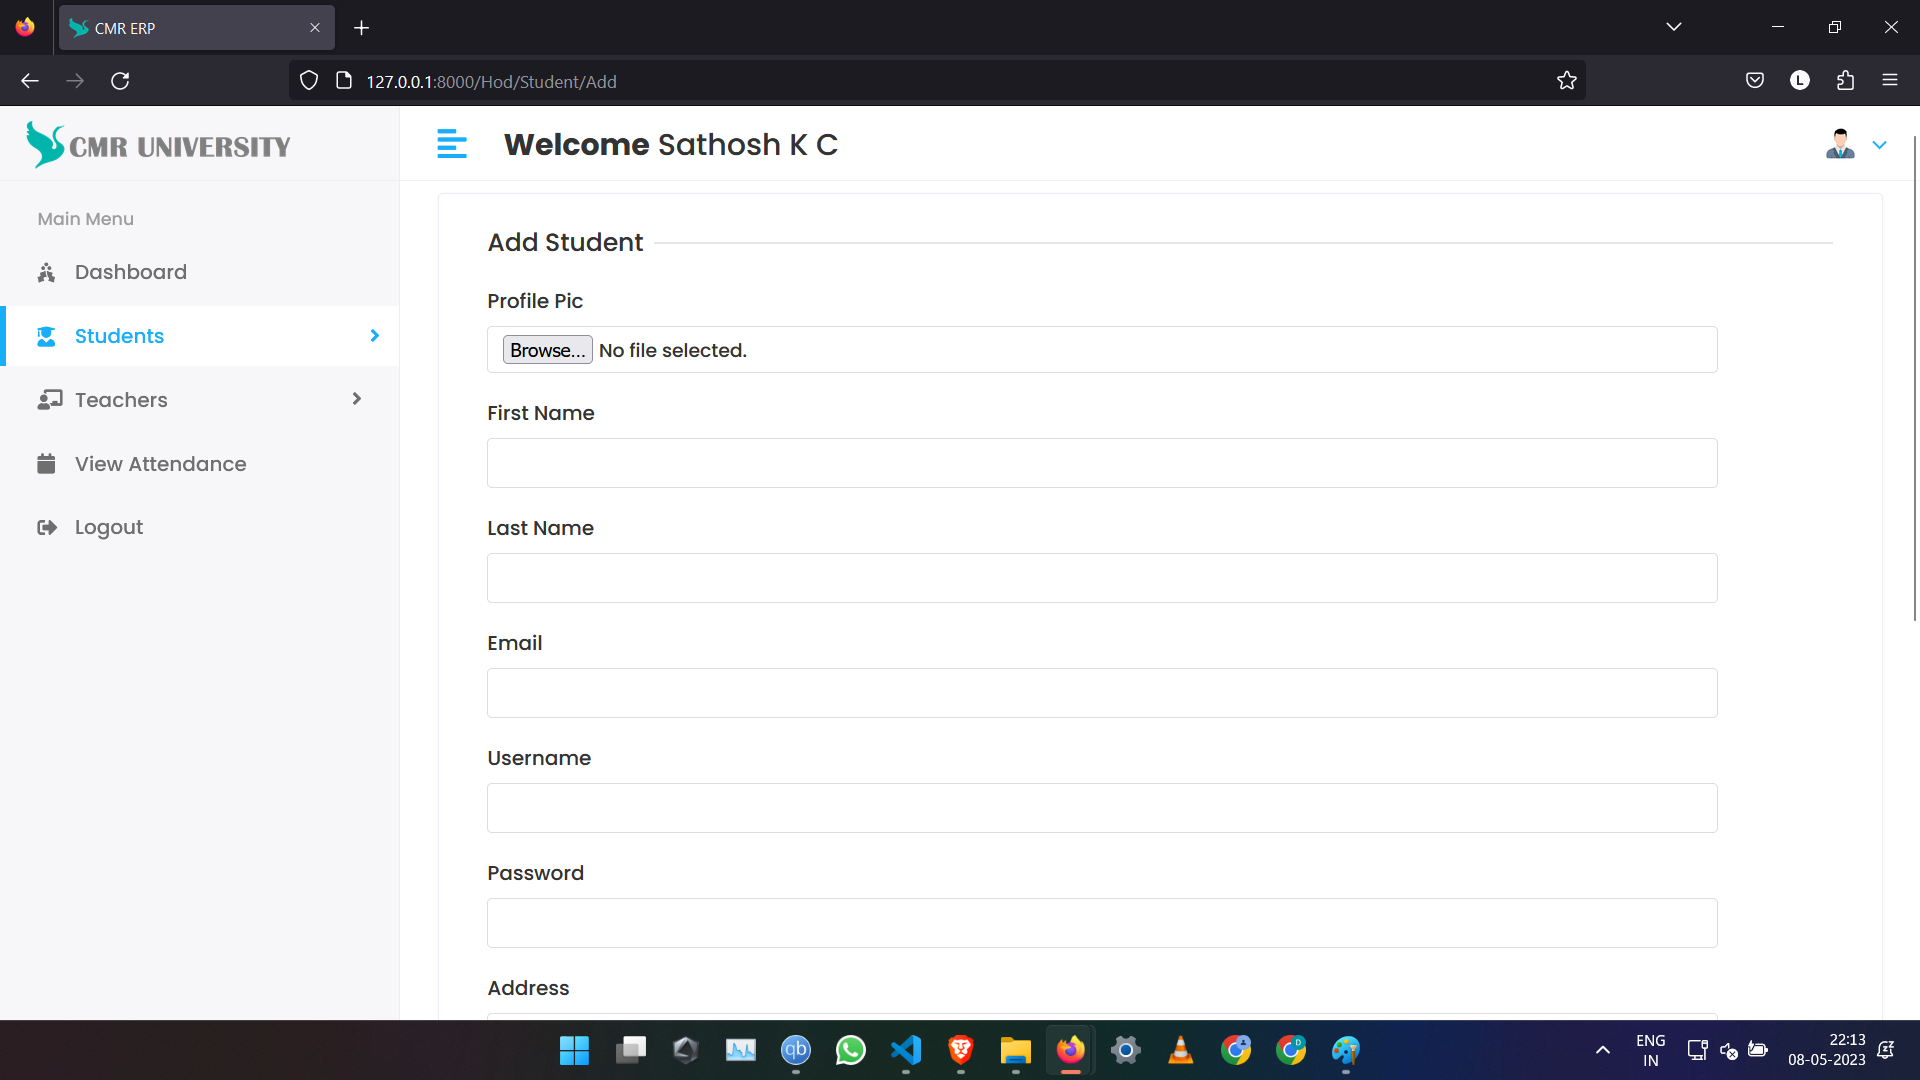 CMR ERP
127.0.0.1:8000/Hod/Student/Add
L
CMR UNIVERSITY
Welcome Sathosh K C
Main Menu
Dashboard
Students
Teachers
View Attendance
Logout
Add Student
Profile Pic
Browse... No file selected.
First Name
Last Name
Email
Username
Password
Address
qb
D
ENG
IN
22:13
08-05-2023